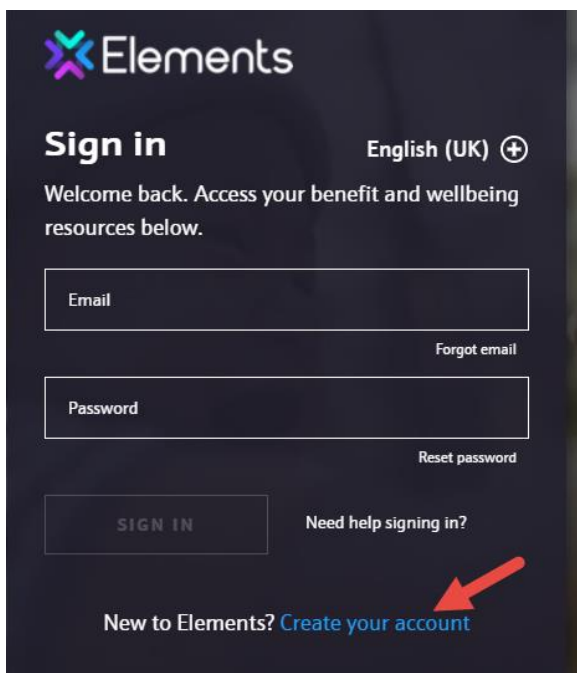 Elements
Sign in
English (UK)
Welcome back. Access your benefit and wellbeing
resources below.
Email
Forgot email
Password
Reset password
SIGN IN
Need help signing in?
New to Elements? Create your account